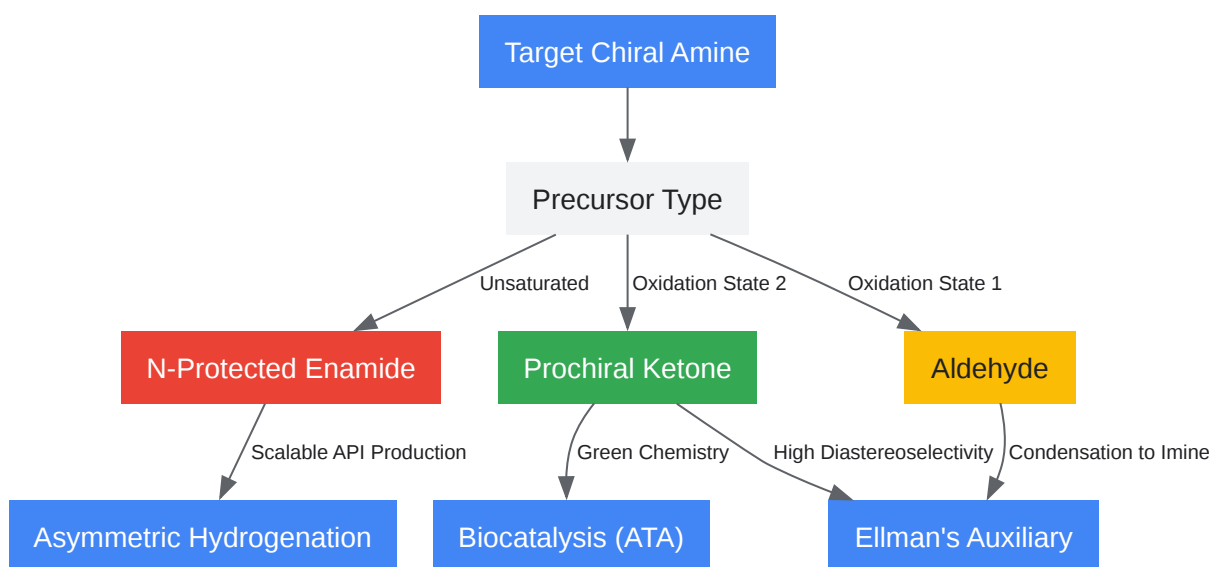 Target Chiral Amine
Precursor Type
Unsaturated
Oxidation State 2
Oxidation State 1
N-Protected Enamide
Prochiral Ketone
Aldehyde
Scalable API Production
Green Chemistry
High Diastereoselectivity
Condensation to Imine
Asymmetric Hydrogenation
Biocatalysis (ATA)
Ellman's Auxiliary